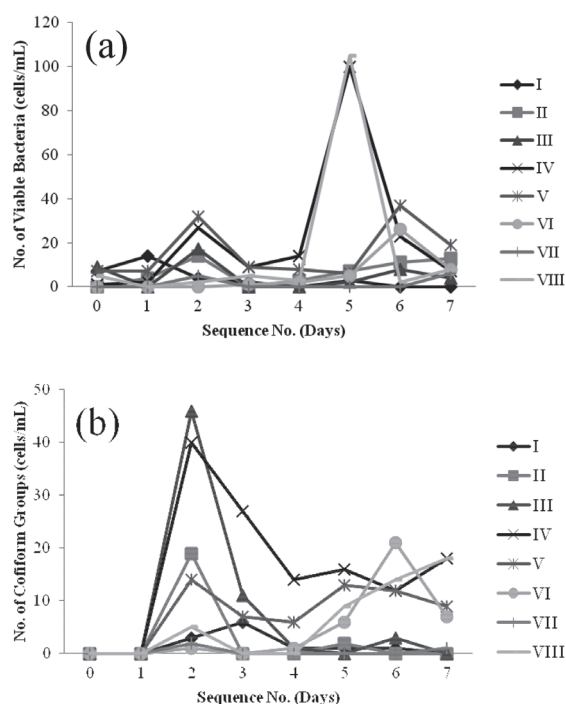 (a)
No. of Viable Bacteria (cells/mL)
120
100
80
60
40
20
0
0 1 2 3 4 5 6 7
Sequence No. (Days)
I
II
III
IV
V
VI
VII
VIII
(b)
No. of Cofiform Groups (cells/mL)
50
40
30
20
10
0
0 1 2 3 4 5 6 7
Sequence No. (Days)
I
II
III
IV
V
VI
VII
VIII